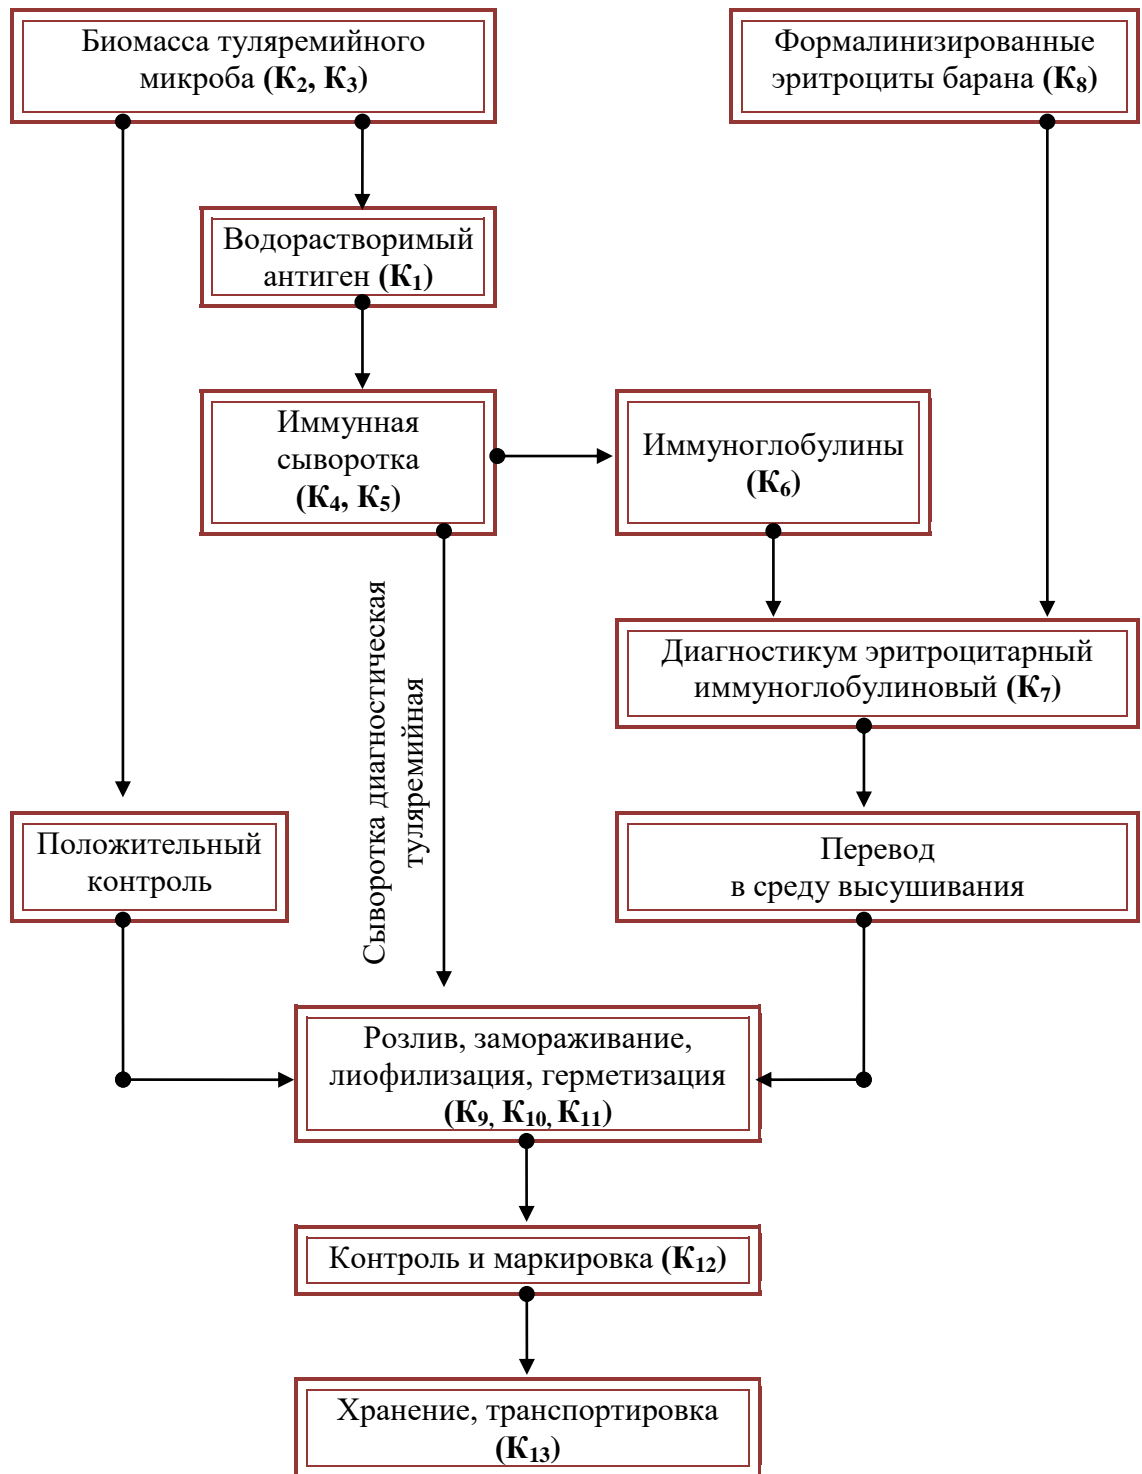 Биомасса туляремийного
микроба (К₂, К₃)
Формалинизированные
эритроциты барана (К₈)
Водорастворимый
антиген (К₁)
Иммунная
сыворотка
(К₄, К₅)
Иммуноглобулины
(К₆)
Сыворотка диагностическая
туляремийная
Диагностикум эритроцитарный
иммуноглобулиновый (К₇)
Положительный
контроль
Перевод
в среду высушивания
Розлив, замораживание,
лиофилизация, герметизация
(К₉, К₁₀, К₁₁)
Контроль и маркировка (К₁₂)
Хранение, транспортировка
(К₁₃)